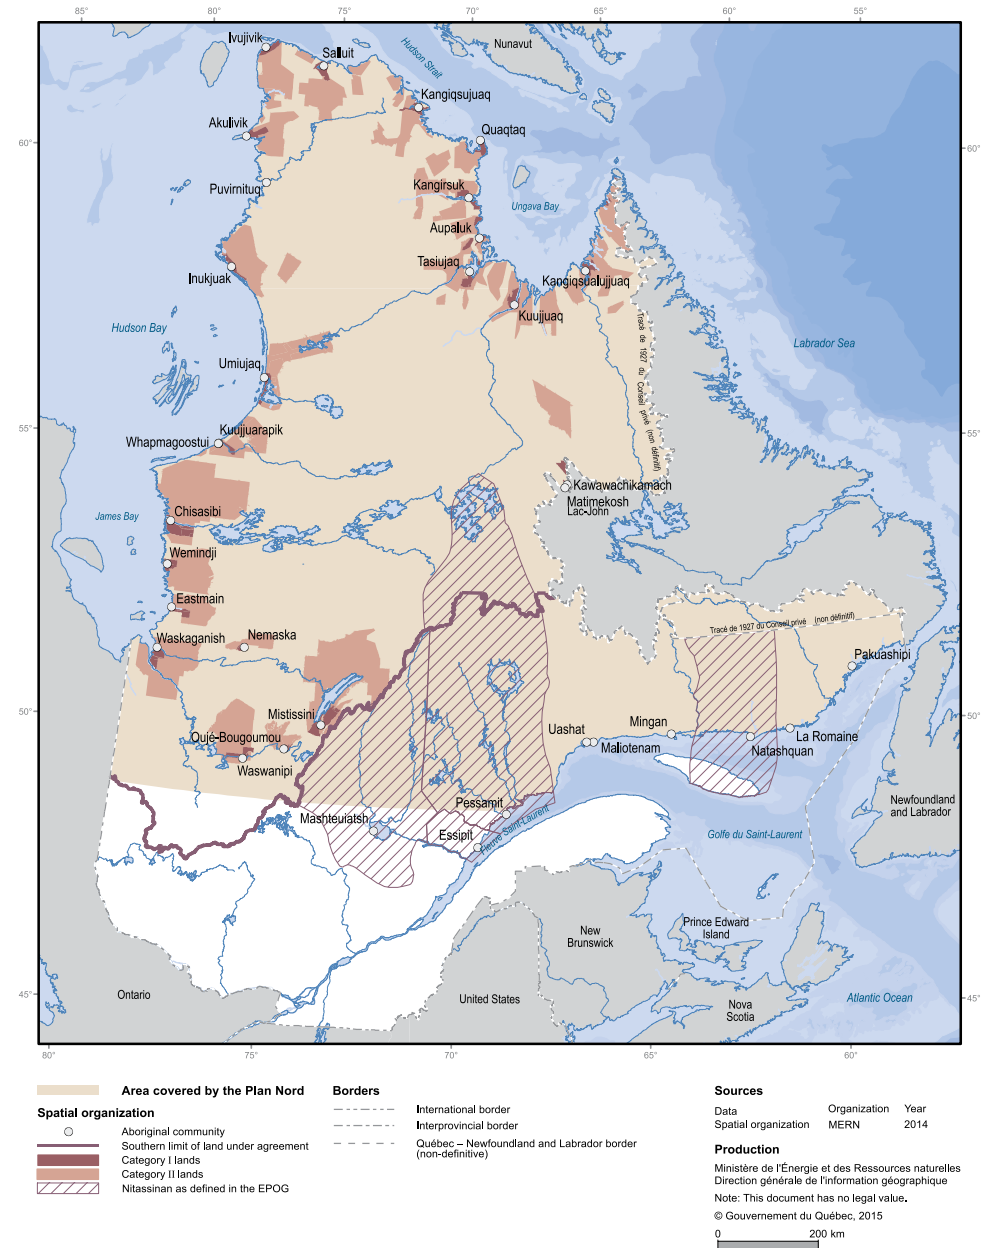 85°
80°
75°
70°
65°
60°
55°
Ivujivik
Salluit
Hudson Strait
Nunavut
Kangiqsujuaq
Akulivik
Quaqtaq
60°
60°
Puvirnituq
Kangirsuk
Ungava Bay
Aupaluk
Tasiujaq
Inukjuak
Kangiqsualujjuaq
Kuujjuaq
Hudson Bay
Tracé de 1927 du Conseil privé (non définitif)
Labrador Sea
Umiujaq
55°
55°
Kuujjuarapik
Whapmagoostui
Kawawachikamach
Matimekosh
Lac-John
Chisasibi
James Bay
Wemindji
Eastmain
Waskaganish
Nemaska
Tracé de 1927 du Conseil privé (non définitif)
Pakuashipi
50°
50°
Mistissini
Oujé-Bougoumou
Waswanipi
Uashat
Maliotenam
Mingan
La Romaine
Natashquan
Pessamit
Mashteuiatsh
Essipit
Fleuve Saint-Laurent
Newfoundland
and Labrador
Golfe du Saint-Laurent
New
Brunswick
Prince Edward
Island
45°
45°
Ontario
United States
Nova
Scotia
Atlantic Ocean
80°
75°
70°
65°
60°
Area covered by the Plan Nord
Spatial organization
Aboriginal community
Southern limit of land under agreement
Category I lands
Category II lands
Nitassinan as defined in the EPOG
Borders
International border
Interprovincial border
Québec – Newfoundland and Labrador border
(non-definitive)
Sources
Data Organization Year
Spatial organization MERN 2014
Production
Ministère de l'Énergie et des Ressources naturelles
Direction générale de l'information géographique
Note: This document has no legal value.
© Gouvernement du Québec, 2015
0 200 km